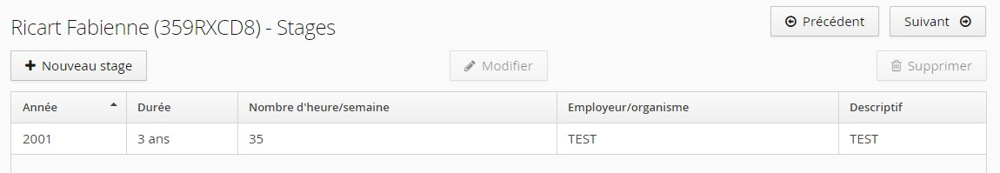 Ricart Fabienne (359RXCD8) - Stages
Précédent
Suivant
Nouveau stage
Modifier
Supprimer
Année Durée Nombre d'heure/semaine Employeur/organisme Descriptif
2001 3 ans 35 TEST TEST